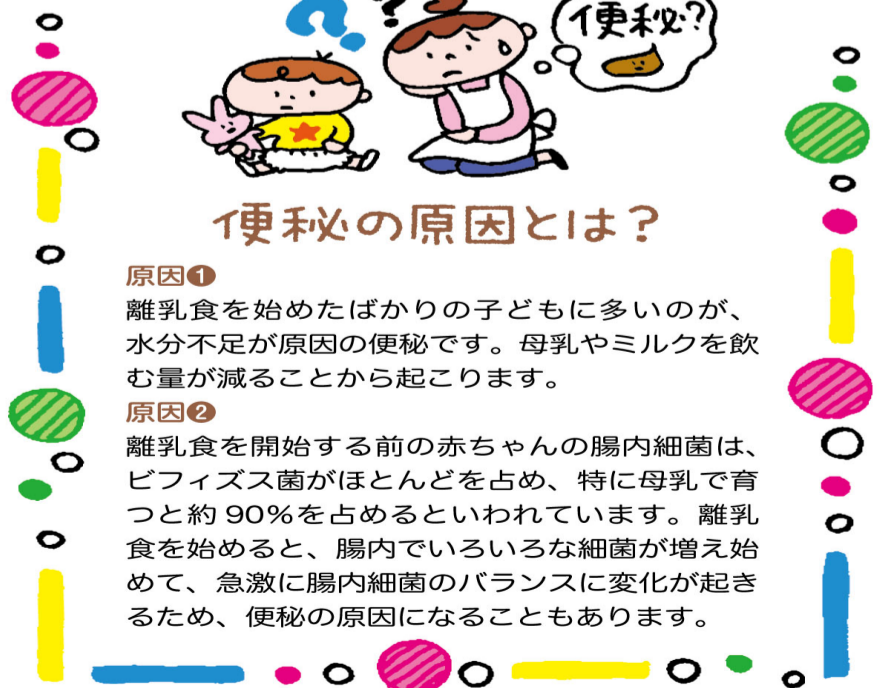 便秘?
便秘の原因とは？
原因❶
離乳食を始めたばかりの子どもに多いのが、
水分不足が原因の便秘です。母乳やミルクを飲
む量が減ることから起こります。
原因❷
離乳食を開始する前の赤ちゃんの腸内細菌は、
ビフィズス菌がほとんどを占め、特に母乳で育
つと約 90%を占めるといわれています。離乳
食を始めると、腸内でいろいろな細菌が増え始
めて、急激に腸内細菌のバランスに変化が起き
るため、便秘の原因になることもあります。